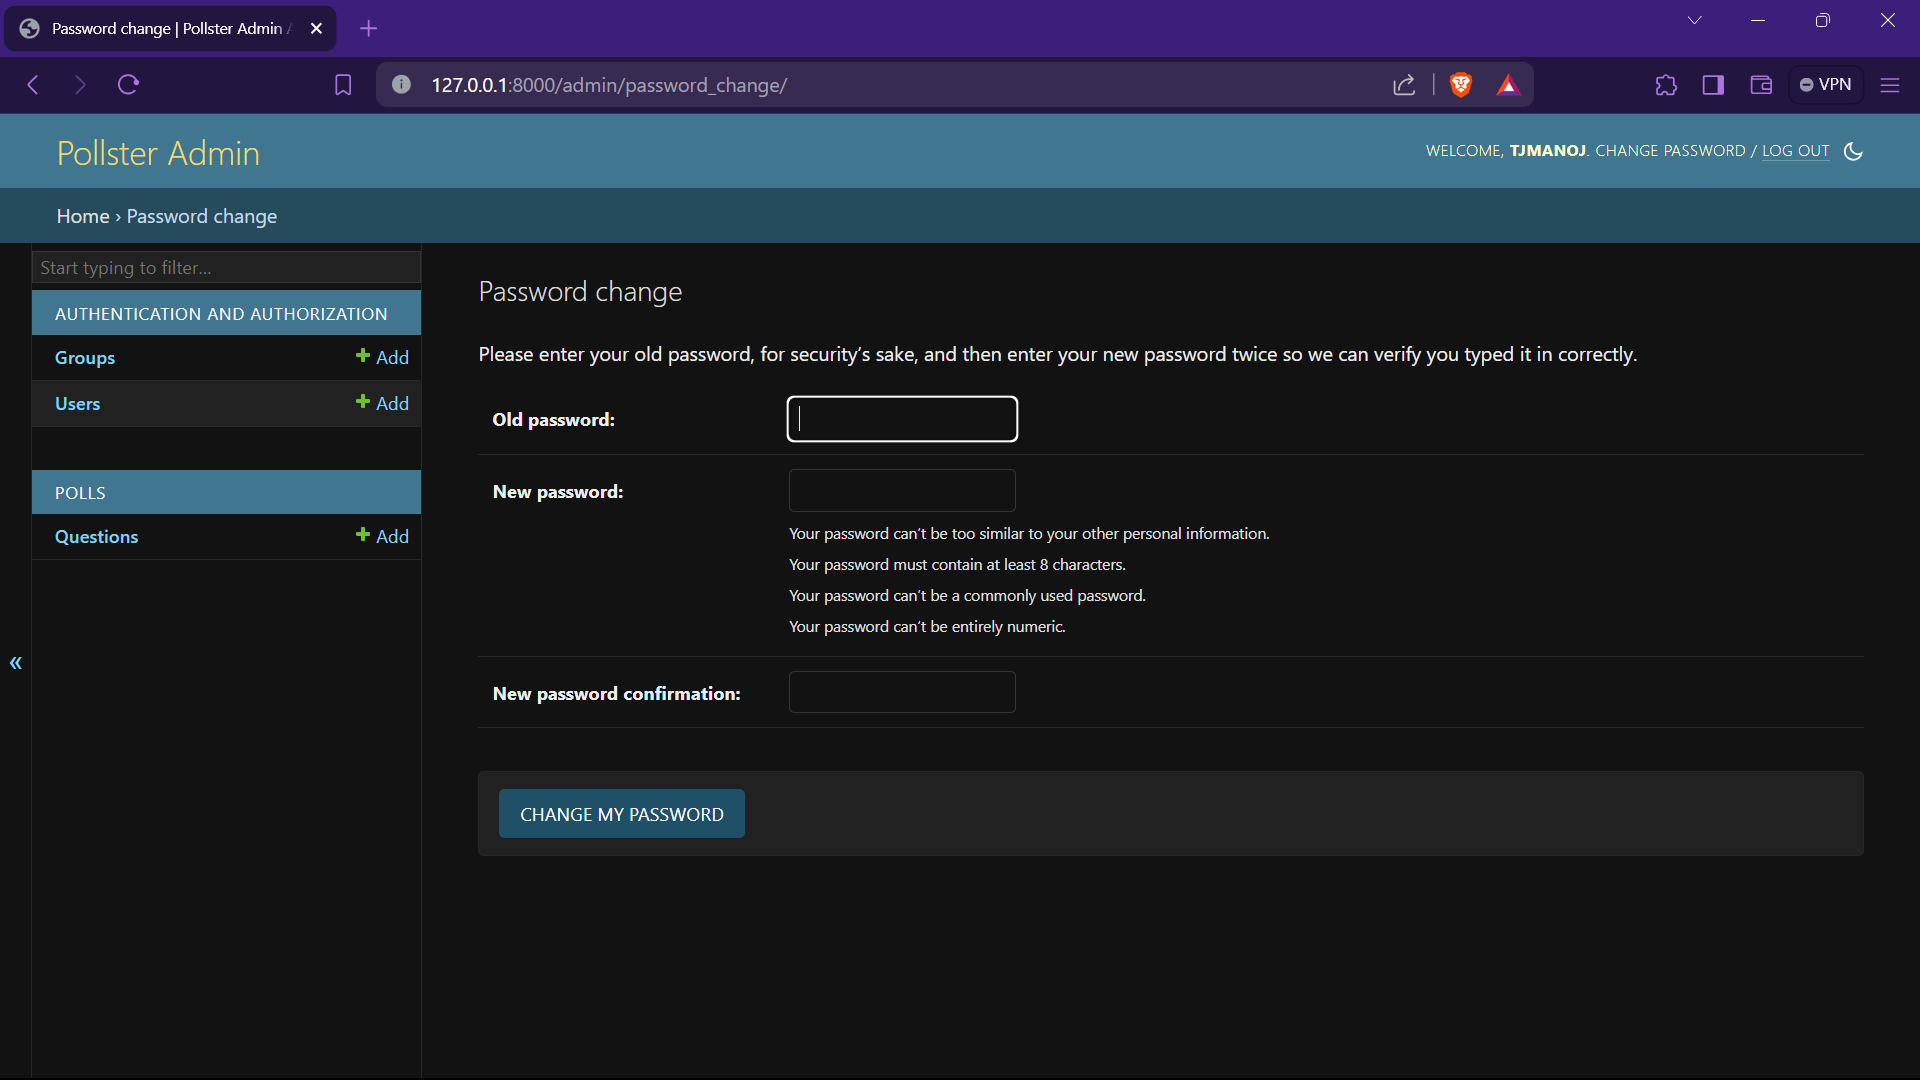 Password change | Pollster Admin
127.0.0.1:8000/admin/password_change/
VPN
Pollster Admin
WELCOME, TJMANOJ. CHANGE PASSWORD / LOG OUT
Home › Password change
Start typing to filter...
AUTHENTICATION AND AUTHORIZATION
Groups + Add
Users + Add
POLLS
Questions + Add
«
Password change
Please enter your old password, for security’s sake, and then enter your new password twice so we can verify you typed it in correctly.
Old password:
New password:
Your password can’t be too similar to your other personal information.
Your password must contain at least 8 characters.
Your password can’t be a commonly used password.
Your password can’t be entirely numeric.
New password confirmation:
CHANGE MY PASSWORD